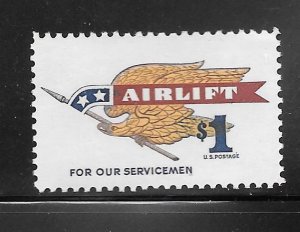 AIRLIFT
$1
U.S. POSTAGE
FOR OUR SERVICEMEN